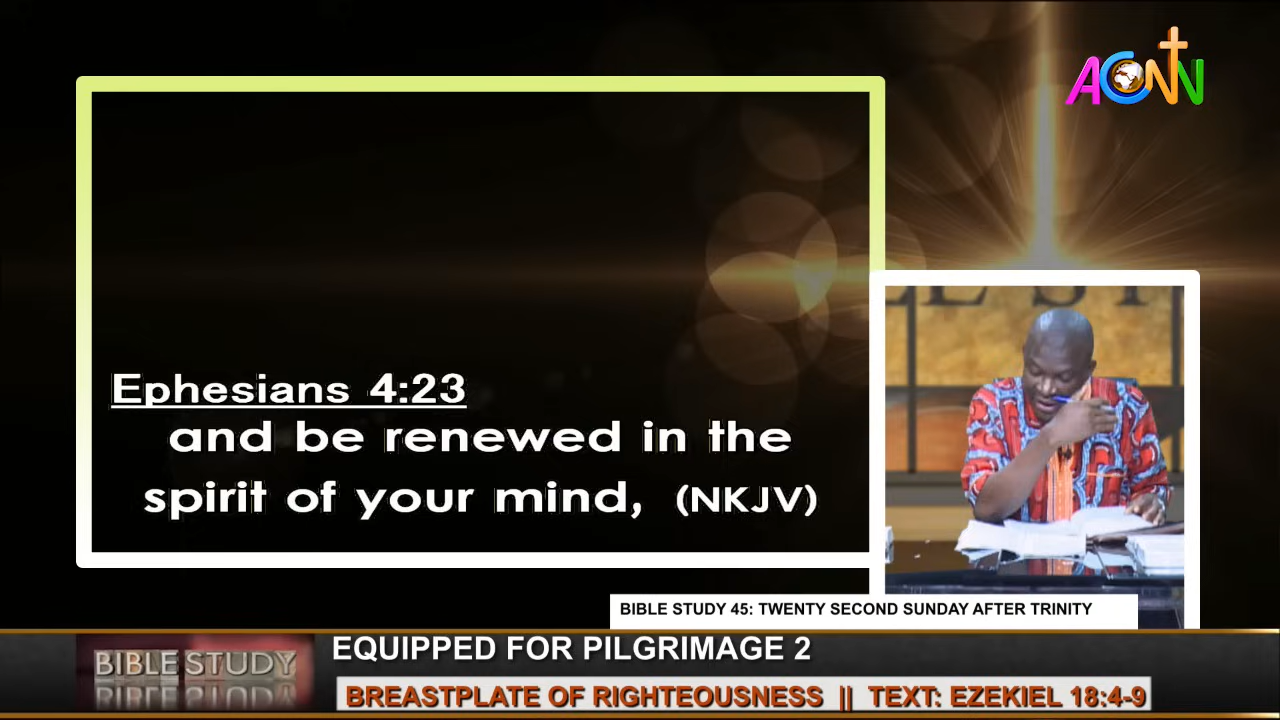 ACNN
Ephesians 4:23
and be renewed in the
spirit of your mind, (NKJV)
BIBLE STUDY 45: TWENTY SECOND SUNDAY AFTER TRINITY
BIBLE STUDY
EQUIPPED FOR PILGRIMAGE 2
BREASTPLATE OF RIGHTEOUSNESS || TEXT: EZEKIEL 18:4-9